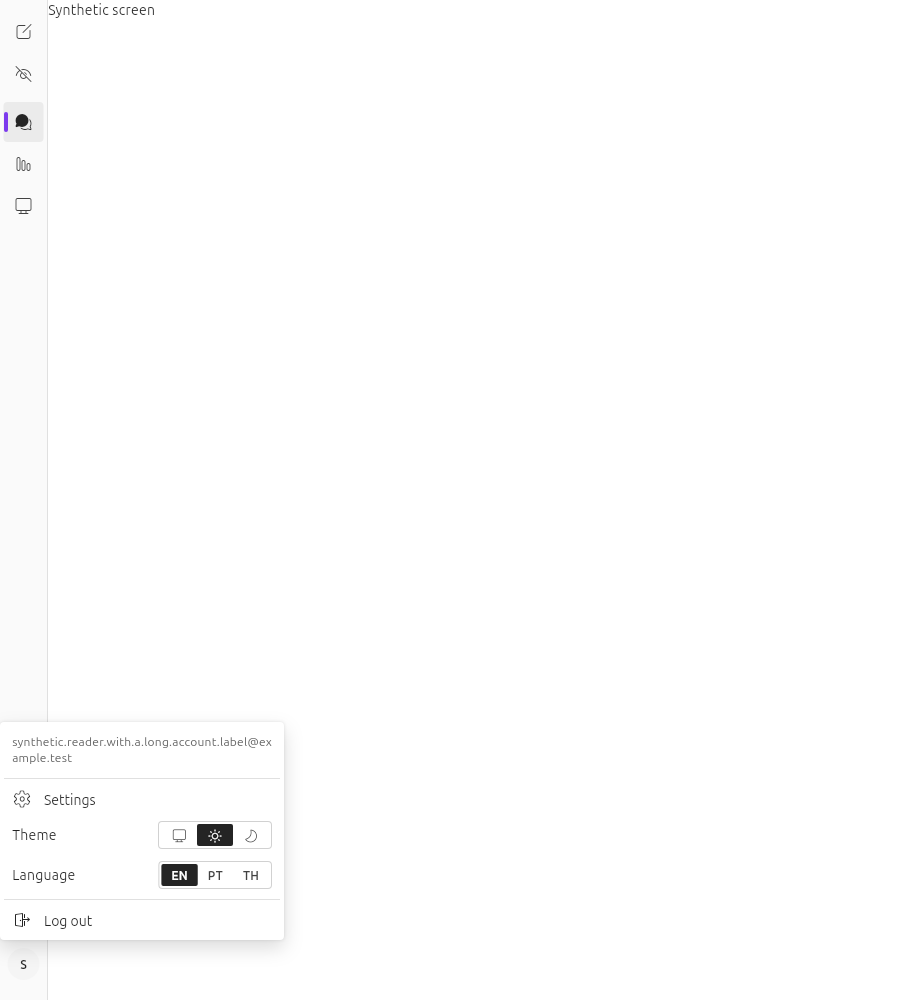 Synthetic screen
synthetic.reader.with.a.long.account.label@ex
ample.test
Settings
Theme
Language
EN PT TH
Log out
S